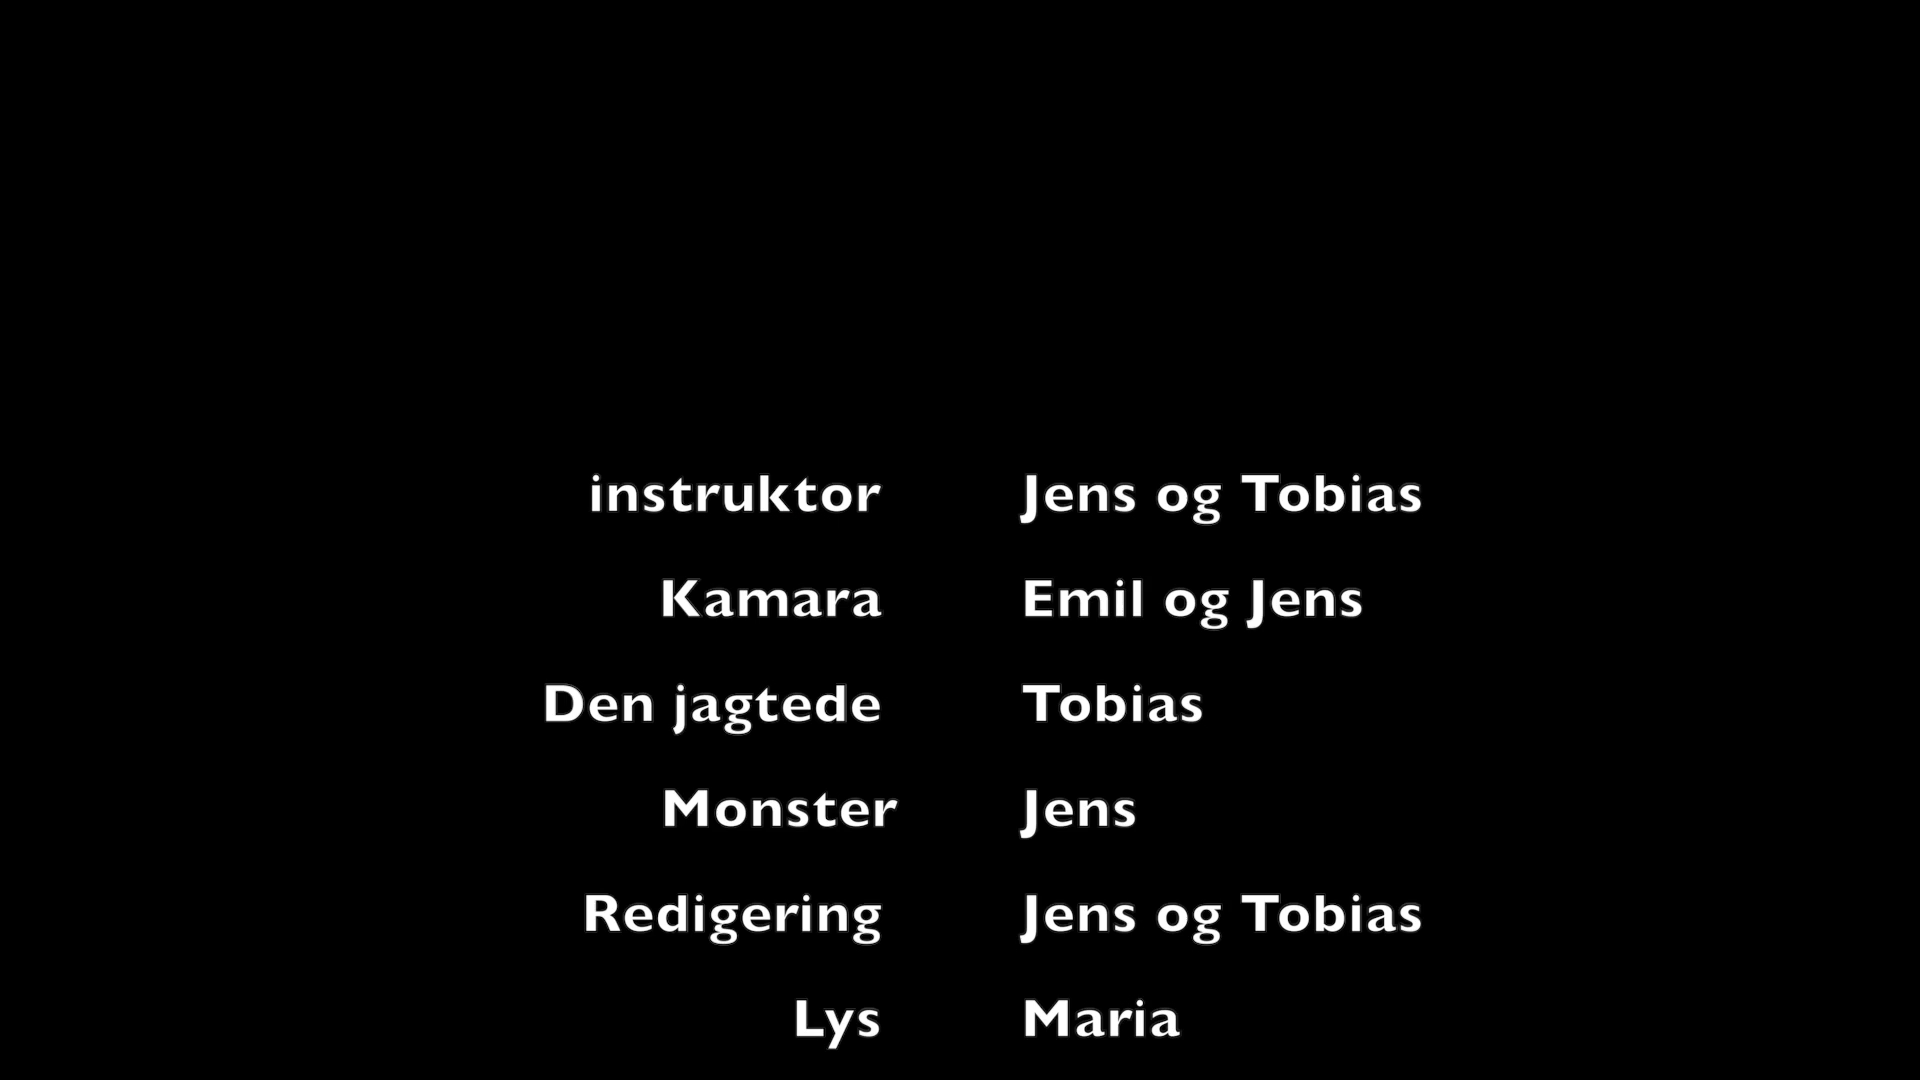 instruktor Jens og Tobias
Kamara Emil og Jens
Den jagtede Tobias
Monster Jens
Redigering Jens og Tobias
Lys Maria